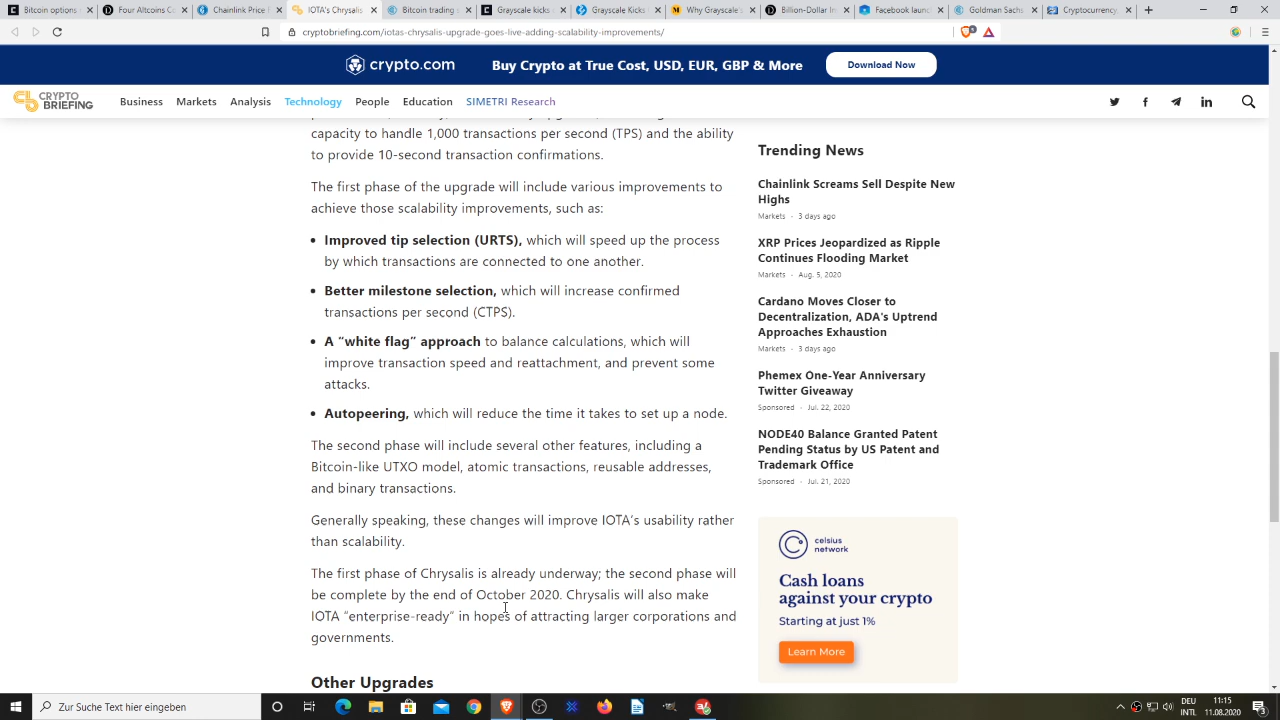 Bitcoin options
Four Altcoins C
Chainlink Price
IOTA's Chrysalis
Bitcoin trading
Greyscale kicks
Grayscale kicks
Why Grayscale
Billion-Dollar In
Facebook laun
Goldman Sach
Cryptocurrency
cryptobriefing.com/iotas-chrysalis-upgrade-goes-live-adding-scalability-improvements/
crypto.com Buy Crypto at True Cost, USD, EUR, GBP & More Download Now
CRYPTO
BRIEFING
Business Markets Analysis Technology People Education SIMETRI Research
capacity to handle 1,000 transactions per second (TPS) and the ability
to provide 10-second transaction confirmations.
The first phase of the upgrade will include various improvements to
achieve those scalability improvements, such as:
• Improved tip selection (URTS), which will speed up the process
by which transactions are connected to one another.
• Better milestone selection, which will increase confirmed
transactions per second (CTPS).
• A “white flag” approach to balance calculations, which will
improve transaction speed and reattachment, and prevent some
attacks.
• Autopeering, which will reduce the time it takes to set up a node.
The second phase will include several other features, including a
Bitcoin-like UTXO model, atomic transactions, reusable addresses,
and binary transactions.
Generally speaking, these changes will improve IOTA’s usability rather
than scalability.
The first phase of Chrysalis is already underway; the second phase will
be complete by the end of October 2020. Chrysalis will also make
IOTA “enterprise-ready” in hopes of attracting larger corporations and
governments.
Other Upgrades
Trending News
Chainlink Screams Sell Despite New
Highs
Markets - 3 days ago
XRP Prices Jeopardized as Ripple
Continues Flooding Market
Markets - Aug. 5, 2020
Cardano Moves Closer to
Decentralization, ADA's Uptrend
Approaches Exhaustion
Markets - 3 days ago
Phemex One-Year Anniversary
Twitter Giveaway
Sponsored - Jul. 22, 2020
NODE40 Balance Granted Patent
Pending Status by US Patent and
Trademark Office
Sponsored - Jul. 21, 2020
celsius
network
Cash loans
against your crypto
Starting at just 1%
Learn More
Zur Suche Text hier eingeben
DEU
INTL
11:15
11.08.2020